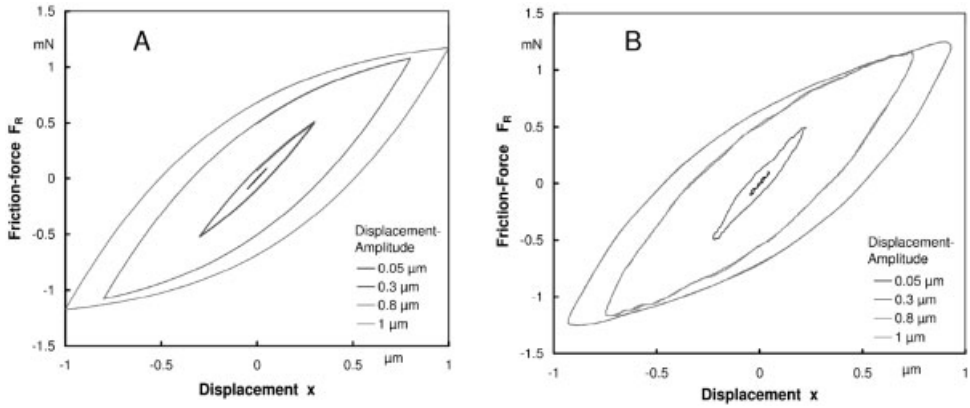 1.5
A
mN
1
0.5
0
-0.5
-1
-1.5
Friction-force F_R
Displacement-
Amplitude
0.05 µm
0.3 µm
0.8 µm
1 µm
-1
-0.5
0
0.5
µm
1
Displacement x
1.5
B
mN
1
0.5
0
-0.5
-1
-1.5
Friction-Force F_R
Displacement-
Amplitude
0.05 µm
0.3 µm
0.8 µm
1 µm
-1
-0.5
0
0.5
µm
1
Displacement x